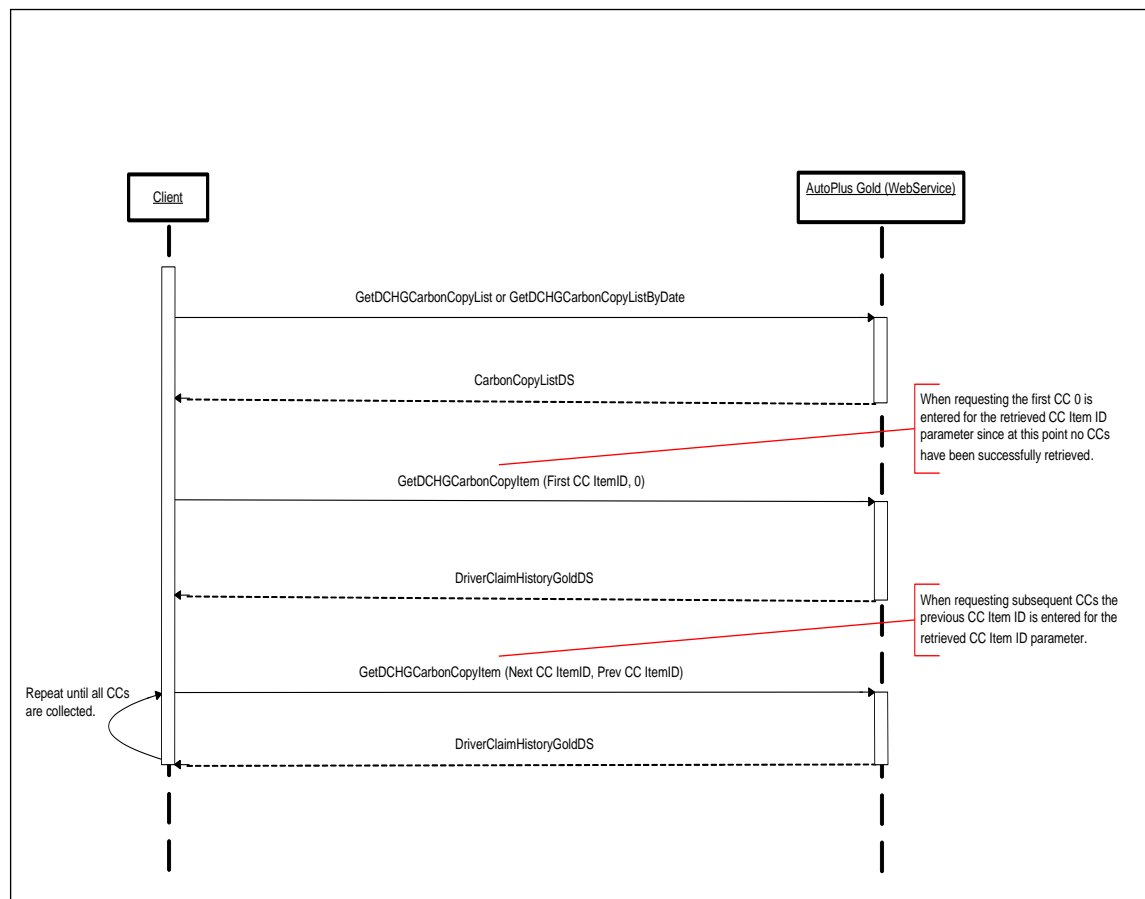 Client
AutoPlus Gold (WebService)
GetDCHGCarbonCopyList or GetDCHGCarbonCopyListByDate
CarbonCopyListDS
When requesting the first CC 0 is
entered for the retrieved CC Item ID
parameter since at this point no CCs
have been successfully retrieved.
GetDCHGCarbonCopyItem (First CC ItemID, 0)
DriverClaimHistoryGoldDS
When requesting subsequent CCs the
previous CC Item ID is entered for the
retrieved CC Item ID parameter.
GetDCHGCarbonCopyItem (Next CC ItemID, Prev CC ItemID)
Repeat until all CCs
are collected.
DriverClaimHistoryGoldDS